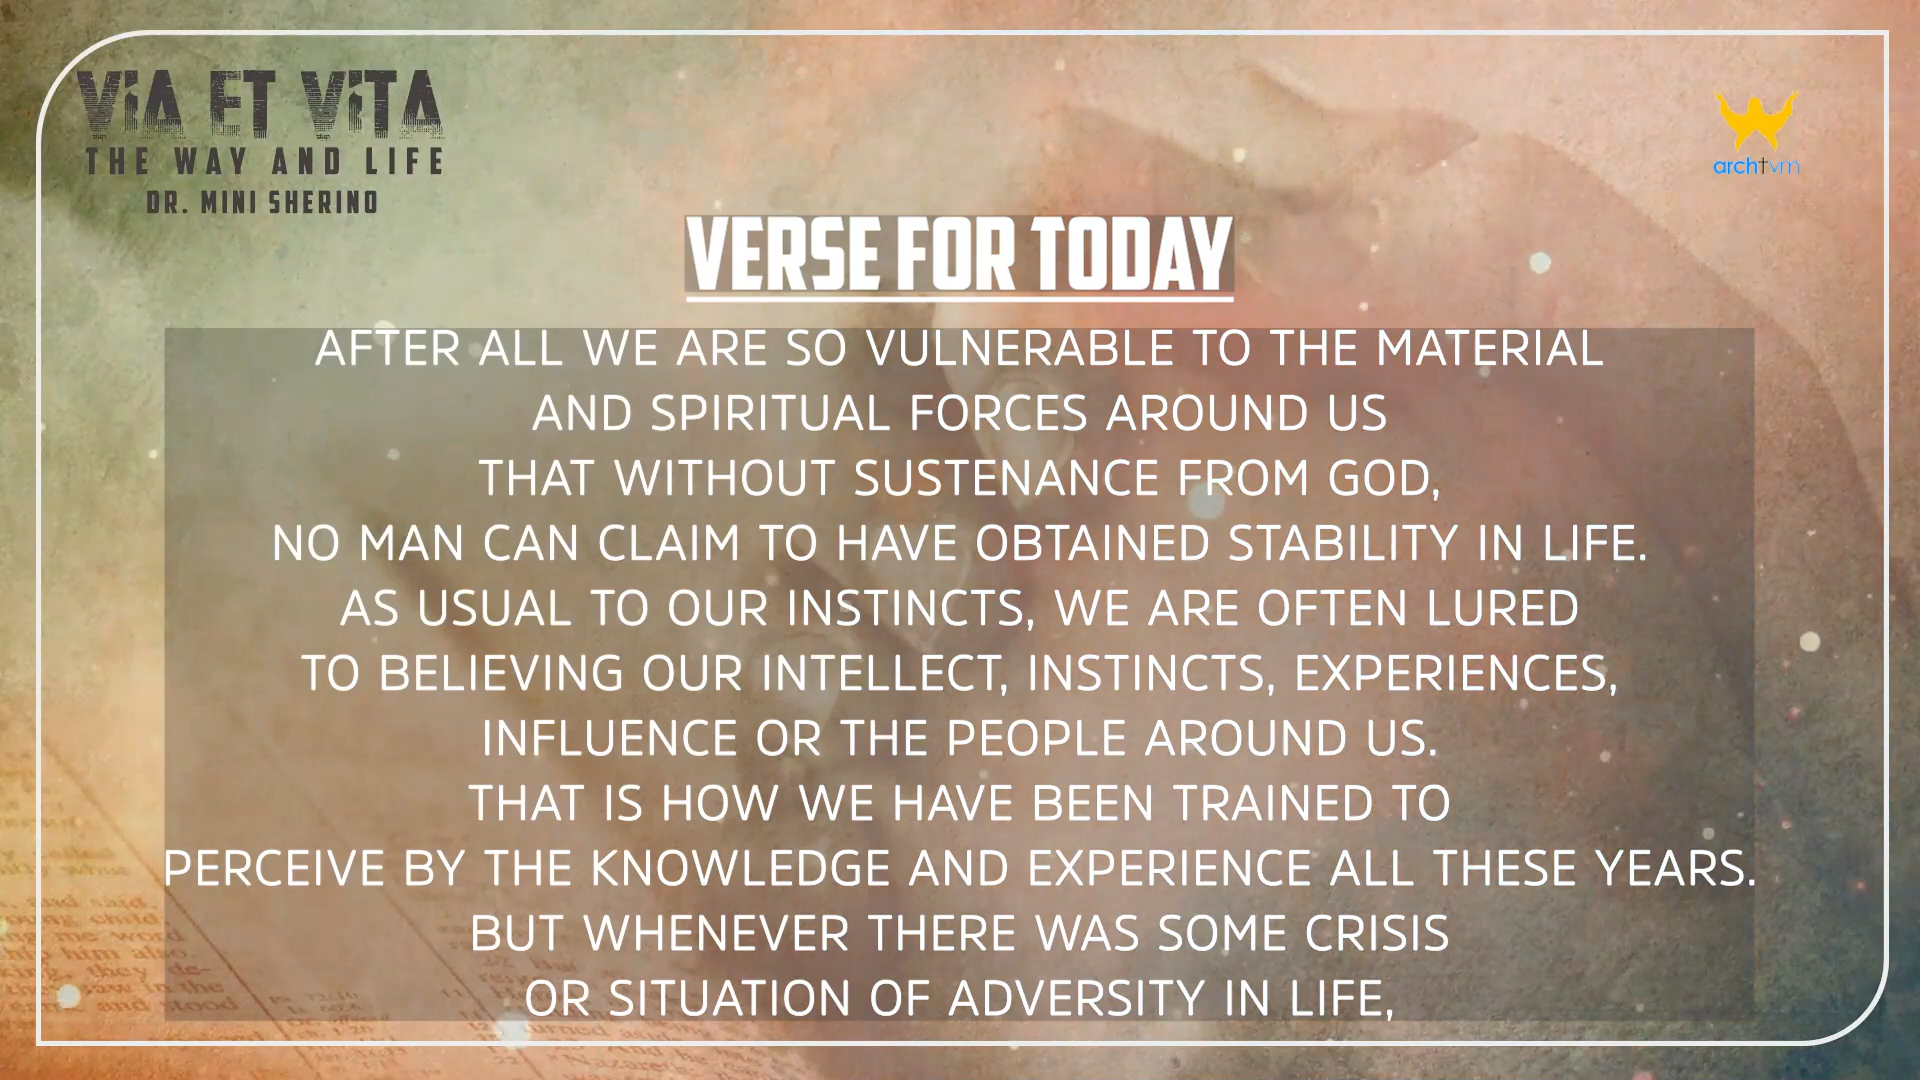 ViA ET ViTA
THE WAY AND LIFE
DR. MINI SHERINO
archtvm
VERSE FOR TODAY
AFTER ALL WE ARE SO VULNERABLE TO THE MATERIAL
AND SPIRITUAL FORCES AROUND US
THAT WITHOUT SUSTENANCE FROM GOD,
NO MAN CAN CLAIM TO HAVE OBTAINED STABILITY IN LIFE.
AS USUAL TO OUR INSTINCTS, WE ARE OFTEN LURED
TO BELIEVING OUR INTELLECT, INSTINCTS, EXPERIENCES,
INFLUENCE OR THE PEOPLE AROUND US.
THAT IS HOW WE HAVE BEEN TRAINED TO
PERCEIVE BY THE KNOWLEDGE AND EXPERIENCE ALL THESE YEARS.
BUT WHENEVER THERE WAS SOME CRISIS
OR SITUATION OF ADVERSITY IN LIFE,